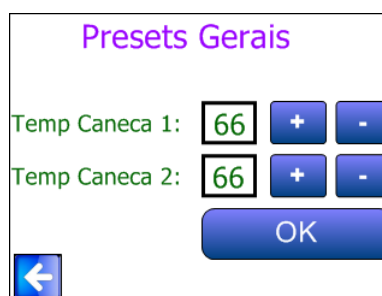 Presets Gerais
Temp Caneca 1: 66 + -
Temp Caneca 2: 66 + -
OK